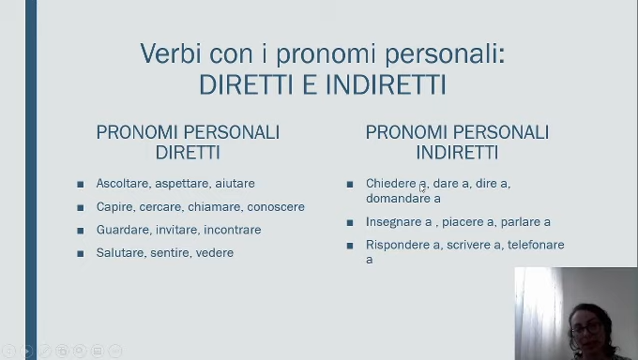 Verbi con i pronomi personali:
DIRETTI E INDIRETTI
PRONOMI PERSONALI
DIRETTI
Ascoltare, aspettare, aiutare
Capire, cercare, chiamare, conoscere
Guardare, invitare, incontrare
Salutare, sentire, vedere
PRONOMI PERSONALI
INDIRETTI
Chiedere a, dare a, dire a,
domandare a
Insegnare a , piacere a, parlare a
Rispondere a, scrivere a, telefonare
a